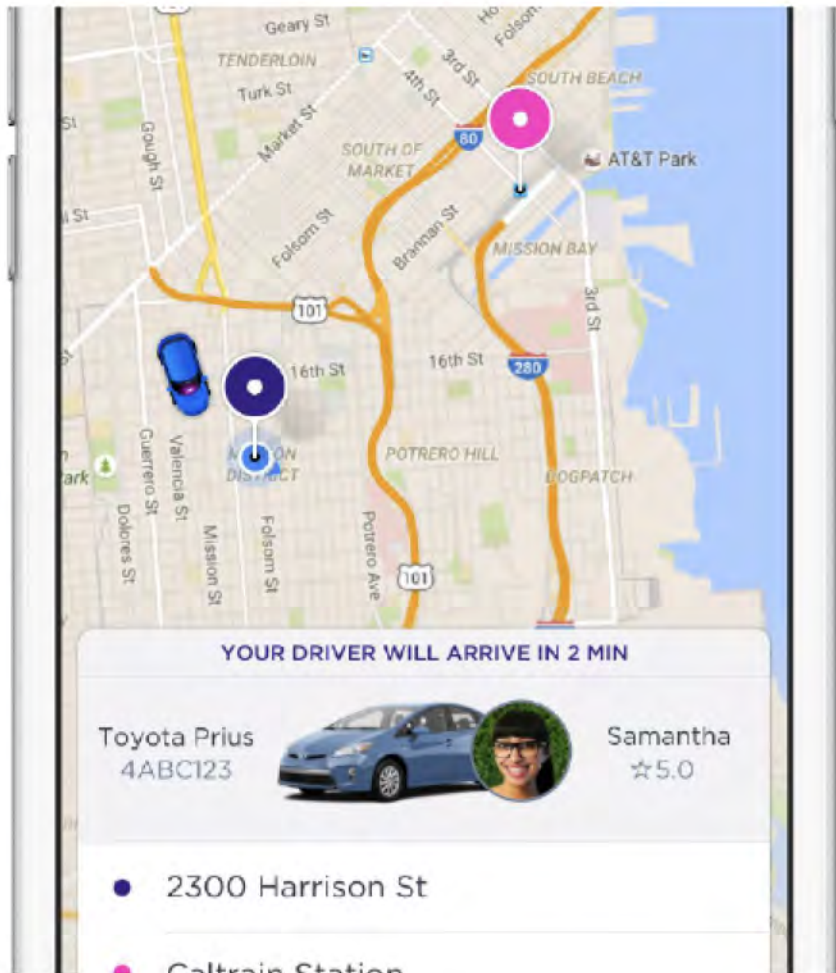 Geary St
Folsom
TENDERLOIN
3rd St
4th St
SOUTH BEACH
Turk St
Market St
80
St
Gough St
SOUTH OF
MARKET
AT&T Park
St
Folsom St
Brannan St
MISSION BAY
101
3rd St
16th St
16th St
280
St
POTRERO HILL
DISTRICT
DOGPATCH
Guerrero St
Valencia St
Dolores St
Mission St
Folsom St
Potrero Ave
101
YOUR DRIVER WILL ARRIVE IN 2 MIN
Toyota Prius
4ABC123
Samantha
☆5.0
2300 Harrison St
Caltrain Station